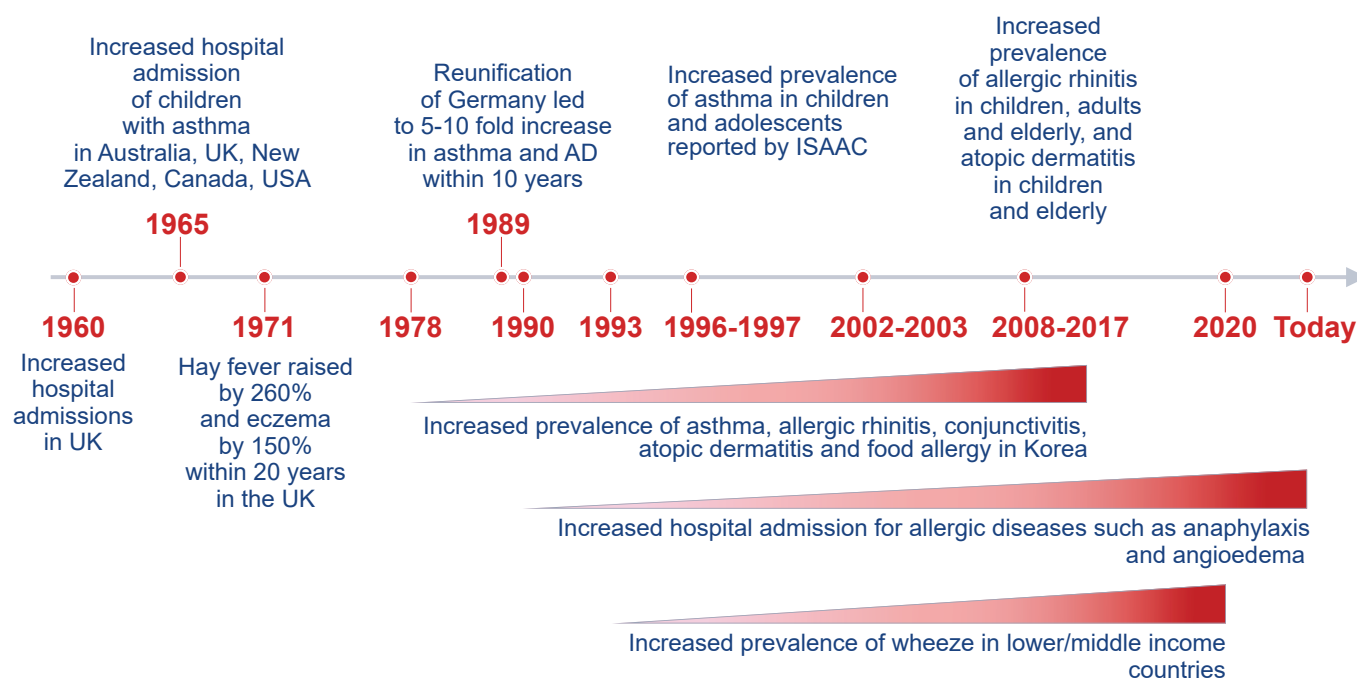 Increased hospital
admission
of children
with asthma
in Australia, UK, New
Zealand, Canada, USA
1965
Reunification
of Germany led
to 5-10 fold increase
in asthma and AD
within 10 years
1989
Increased prevalence
of asthma in children
and adolescents
reported by ISAAC
Increased
prevalence
of allergic rhinitis
in children, adults
and elderly, and
atopic dermatitis
in children
and elderly
1960
Increased
hospital
admissions
in UK
1971
Hay fever raised
by 260%
and eczema
by 150%
within 20 years
in the UK
1978
1990
1993
1996-1997
2002-2003
2008-2017
2020
Today
Increased prevalence of asthma, allergic rhinitis, conjunctivitis,
atopic dermatitis and food allergy in Korea
Increased hospital admission for allergic diseases such as anaphylaxis
and angioedema
Increased prevalence of wheeze in lower/middle income
countries